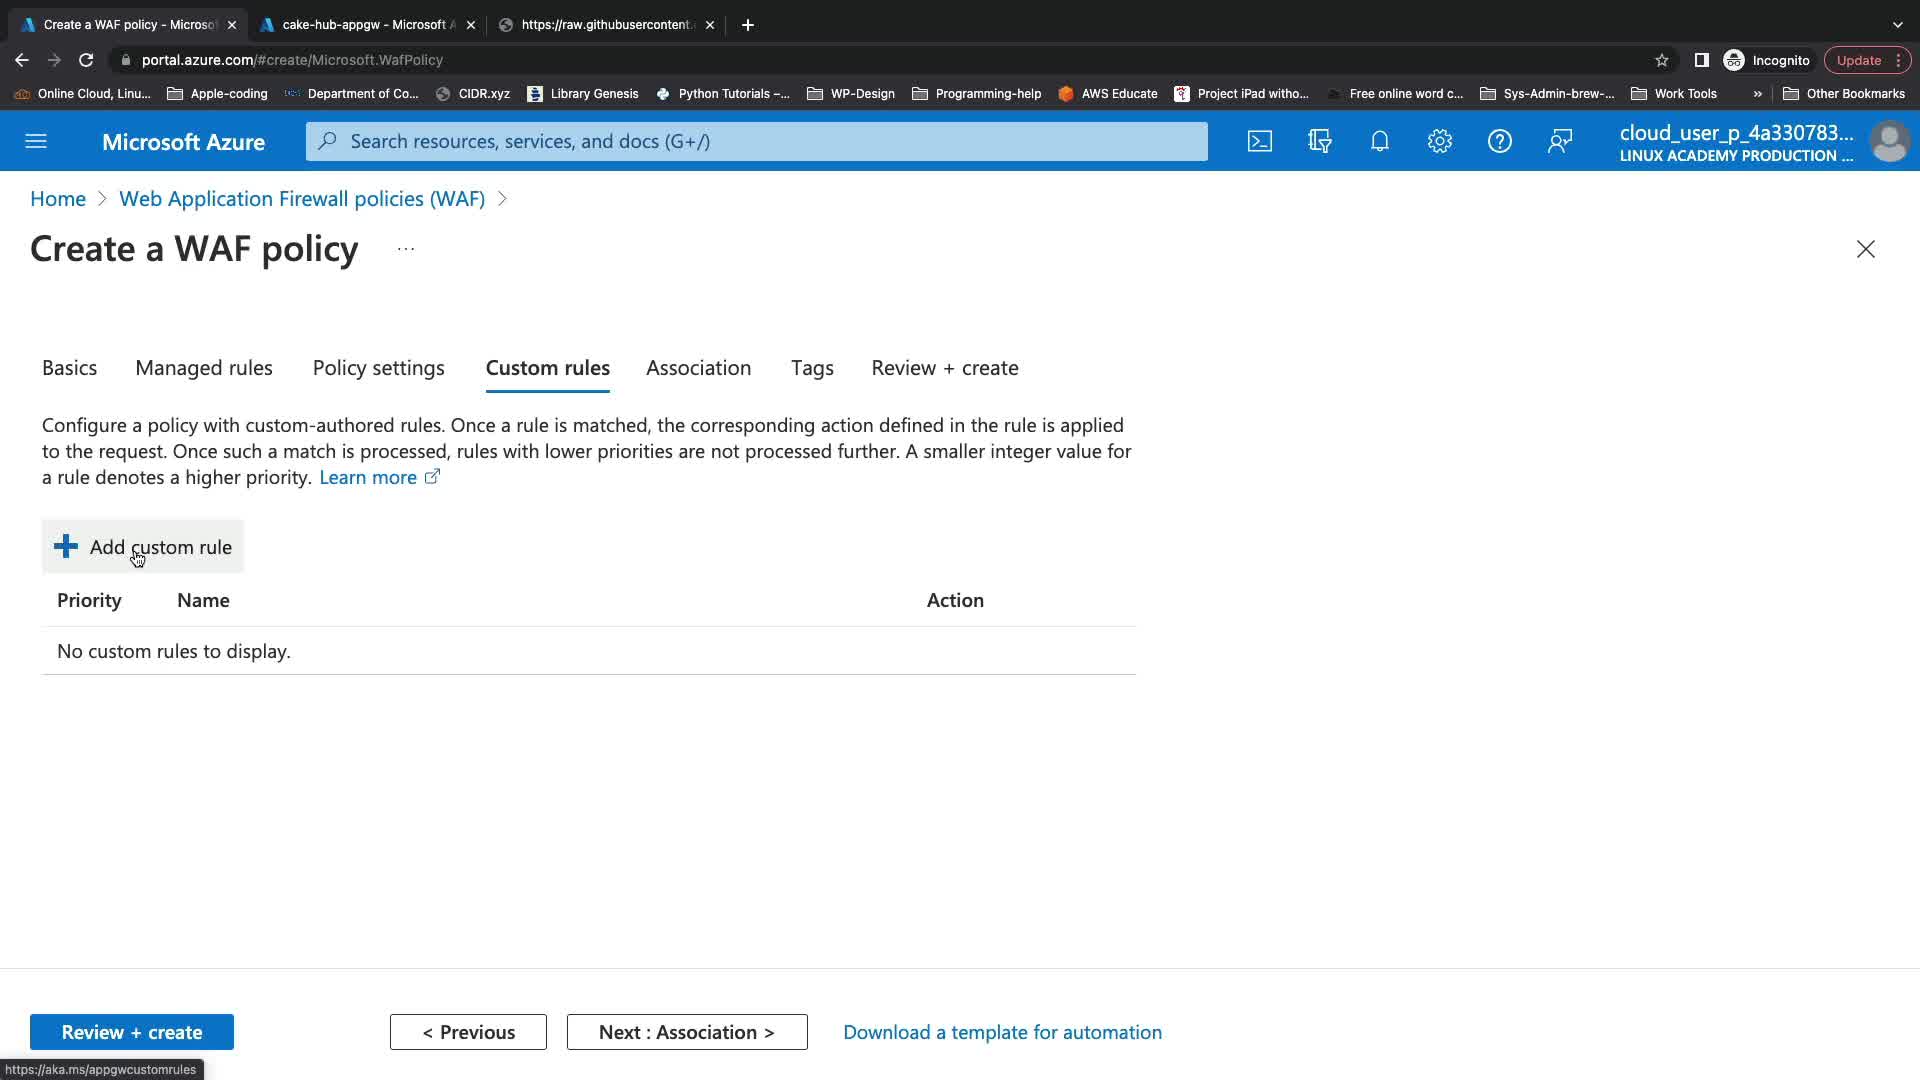 Create a WAF policy - Microso
cake-hub-appgw - Microsoft A
https://raw.githubusercontent.
portal.azure.com/#create/Microsoft.WafPolicy
Incognito
Update
Online Cloud, Linu...
Apple-coding
Department of Co...
CIDR.xyz
Library Genesis
Python Tutorials –...
WP-Design
Programming-help
AWS Educate
Project iPad witho...
Free online word c...
Sys-Admin-brew-...
Work Tools
»
Other Bookmarks
Microsoft Azure
Search resources, services, and docs (G+/)
cloud_user_p_4a330783...
LINUX ACADEMY PRODUCTION ...
Home > Web Application Firewall policies (WAF) >
Create a WAF policy ...
Basics
Managed rules
Policy settings
Custom rules
Association
Tags
Review + create
Configure a policy with custom-authored rules. Once a rule is matched, the corresponding action defined in the rule is applied
to the request. Once such a match is processed, rules with lower priorities are not processed further. A smaller integer value for
a rule denotes a higher priority. Learn more
Add custom rule
Priority Name Action
No custom rules to display.
Review + create
< Previous
Next : Association >
Download a template for automation
https://aka.ms/appgwcustomrules